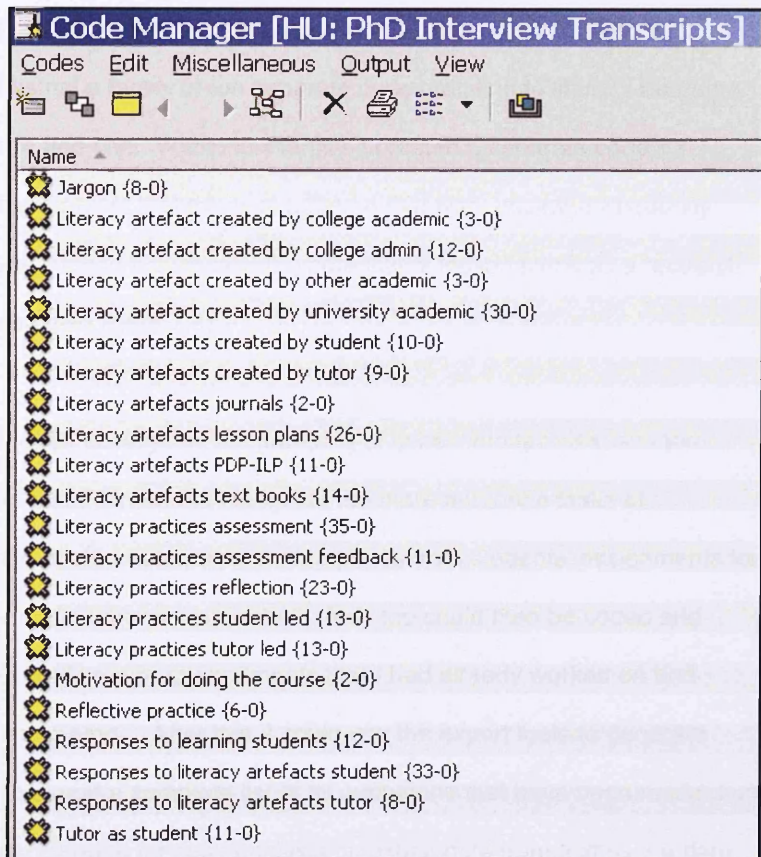 Code Manager [HU: PhD Interview Transcripts]
Codes Edit Miscellaneous Output View
Name
Jargon {8-0}
Literacy artefact created by college academic {3-0}
Literacy artefact created by college admin {12-0}
Literacy artefact created by other academic {3-0}
Literacy artefact created by university academic {30-0}
Literacy artefacts created by student {10-0}
Literacy artefacts created by tutor {9-0}
Literacy artefacts journals {2-0}
Literacy artefacts lesson plans {26-0}
Literacy artefacts PDP-ILP {11-0}
Literacy artefacts text books {14-0}
Literacy practices assessment {35-0}
Literacy practices assessment feedback {11-0}
Literacy practices reflection {23-0}
Literacy practices student led {13-0}
Literacy practices tutor led {13-0}
Motivation for doing the course {2-0}
Reflective practice {6-0}
Responses to learning students {12-0}
Responses to literacy artefacts student {33-0}
Responses to literacy artefacts tutor {8-0}
Tutor as student {11-0}